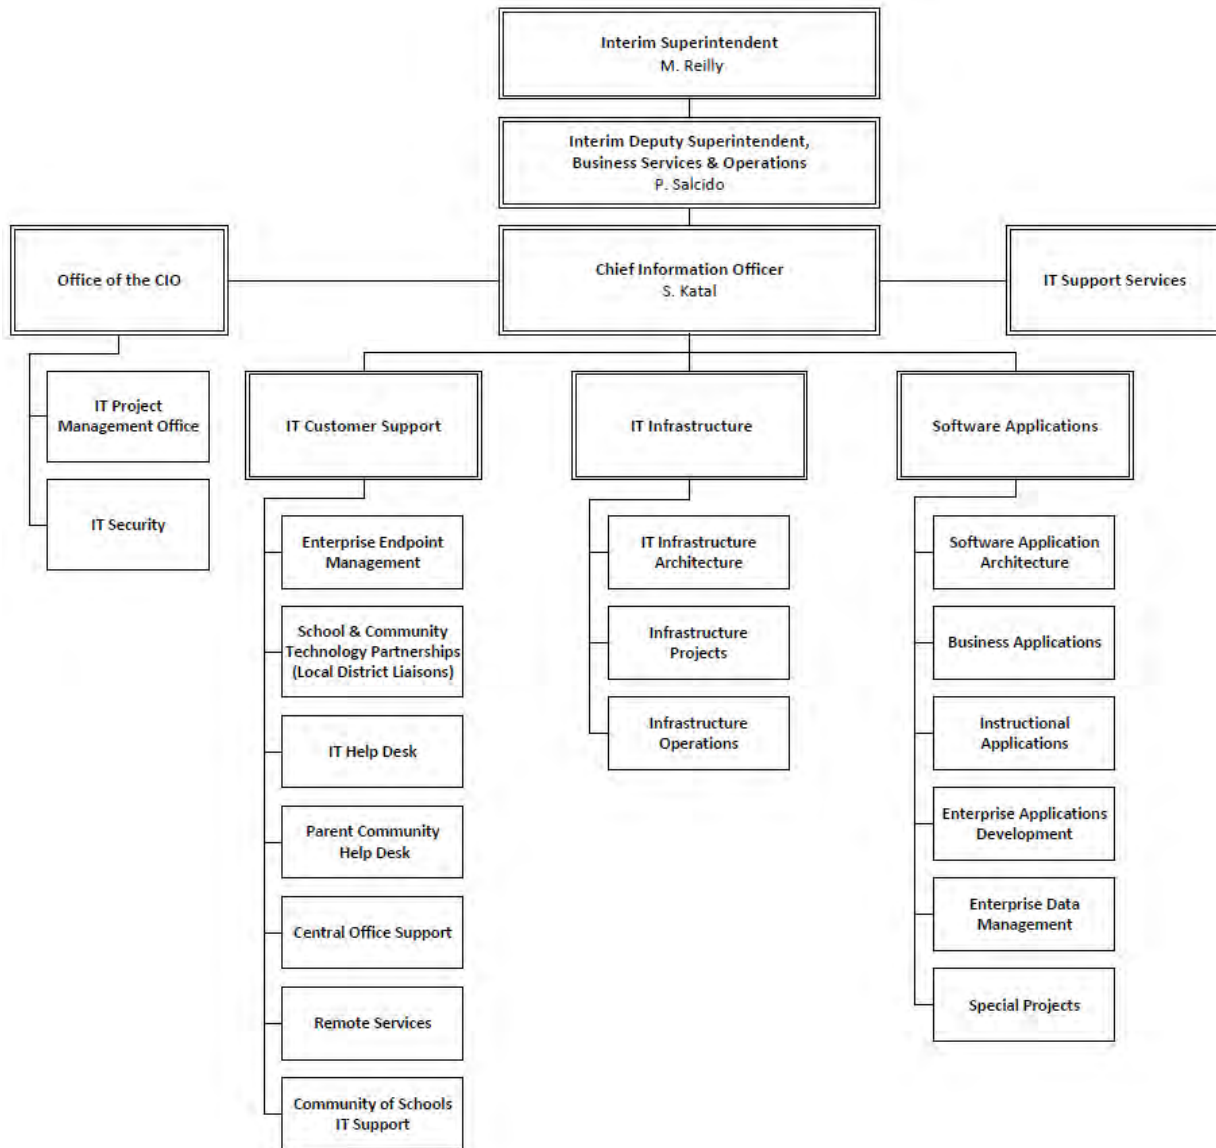 Interim Superintendent
M. Reilly
Interim Deputy Superintendent,
Business Services & Operations
P. Salcido
Office of the CIO
Chief Information Officer
S. Katal
IT Support Services
IT Project
Management Office
IT Security
IT Customer Support
Enterprise Endpoint
Management
School & Community
Technology Partnerships
(Local District Liaisons)
IT Help Desk
Parent Community
Help Desk
Central Office Support
Remote Services
Community of Schools
IT Support
IT Infrastructure
IT Infrastructure
Architecture
Infrastructure
Projects
Infrastructure
Operations
Software Applications
Software Application
Architecture
Business Applications
Instructional
Applications
Enterprise Applications
Development
Enterprise Data
Management
Special Projects